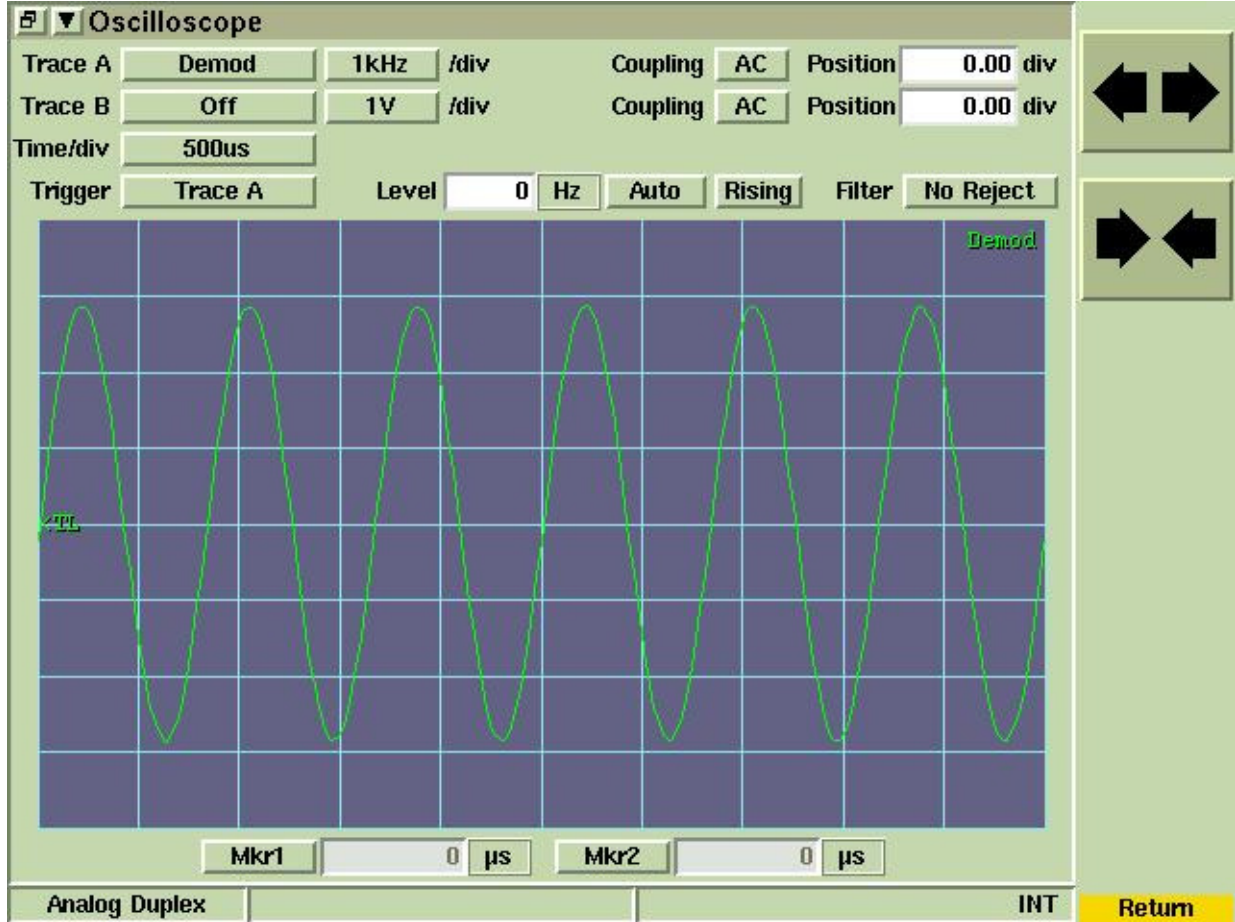 Oscilloscope
Trace A Demod 1kHz /div Coupling AC Position 0.00 div
Trace B Off 1V /div Coupling AC Position 0.00 div
Time/div 500us
Trigger Trace A Level 0 Hz Auto Rising Filter No Reject
Demod
<TL
Mkr1 0 µs Mkr2 0 µs
Analog Duplex INT Return